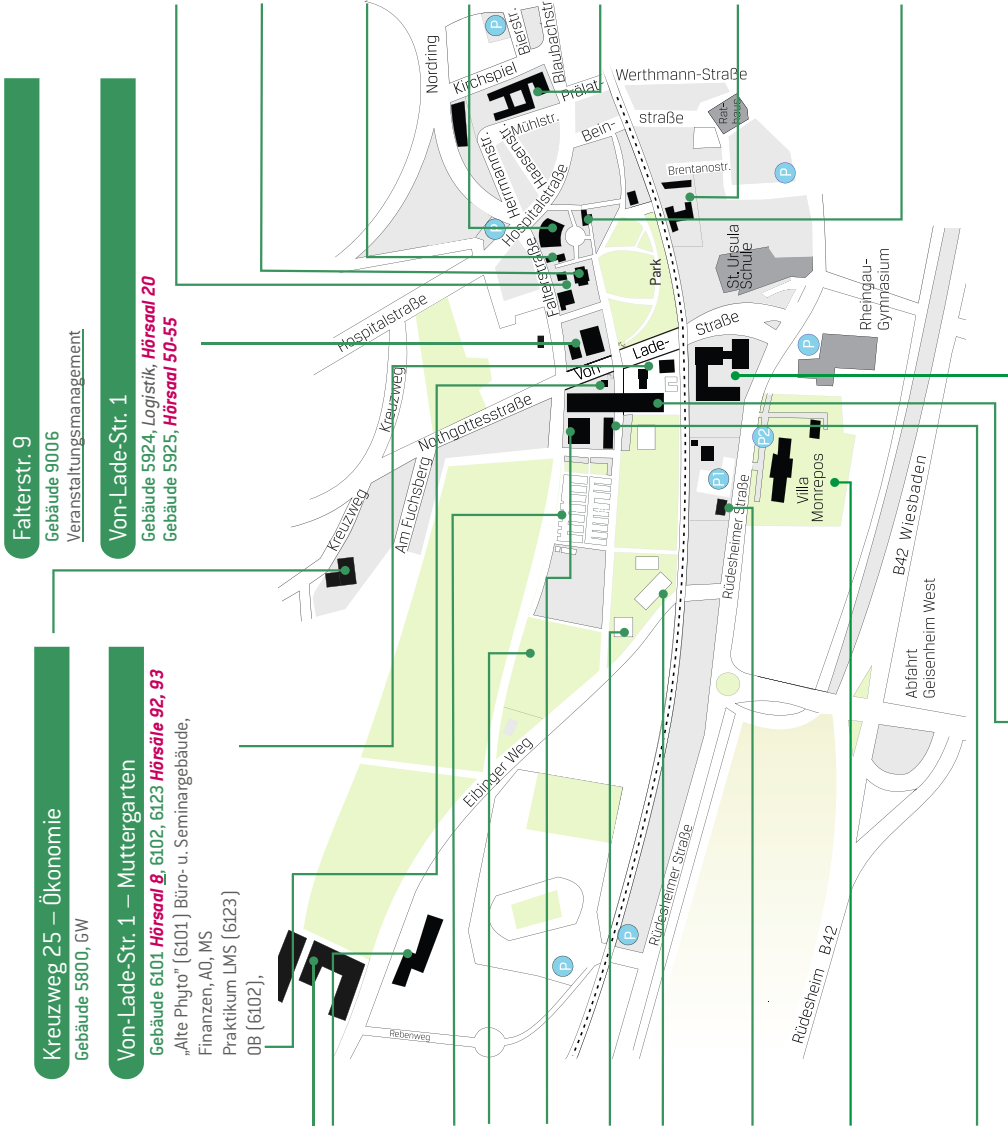 Falterstr. 9
Gebäude 9006
Veranstaltungsmanagement
Von-Lade-Str. 1
Gebäude 5924, Logistik, Hörsaal 20
Gebäude 5925, Hörsaal 50-55
Kreuzweg 25 – Ökonomie
Gebäude 5800, GW
Von-Lade-Str. 1 – Muttergarten
Gebäude 6101 Hörsaal 8, 6102, 6123 Hörsäle 92, 93
„Alte Phyto” (6101) Büro- u. Seminargebäude,
Finanzen, AO, MS
Praktikum LMS (6123)
OB (6102),
Nordring
Kirchspiel
P
Bierstr.
Blaubachstr
Prälat-
Werthmann-Straße
Mühlstr.
Haasenstr.
Herrmannstr.
Hospitalstraße
Bein-
straße
Rat-
haus
Brentanostr.
P
P
Falterstraße
Park
St. Ursula
Schule
Hospitalstraße
Von
Lade-
Straße
Rheingau-
Gymnasium
P
Kreuzweg
Nothgottesstraße
Am Fuchsberg
Kreuzweg
P1
P2
Villa
Monrepos
Rüdesheimer Straße
B42 Wiesbaden
Abfahrt
Geisenheim West
Eibinger Weg
Rüdesheimer Straße
P
P
Rebenweg
Rüdesheim B42